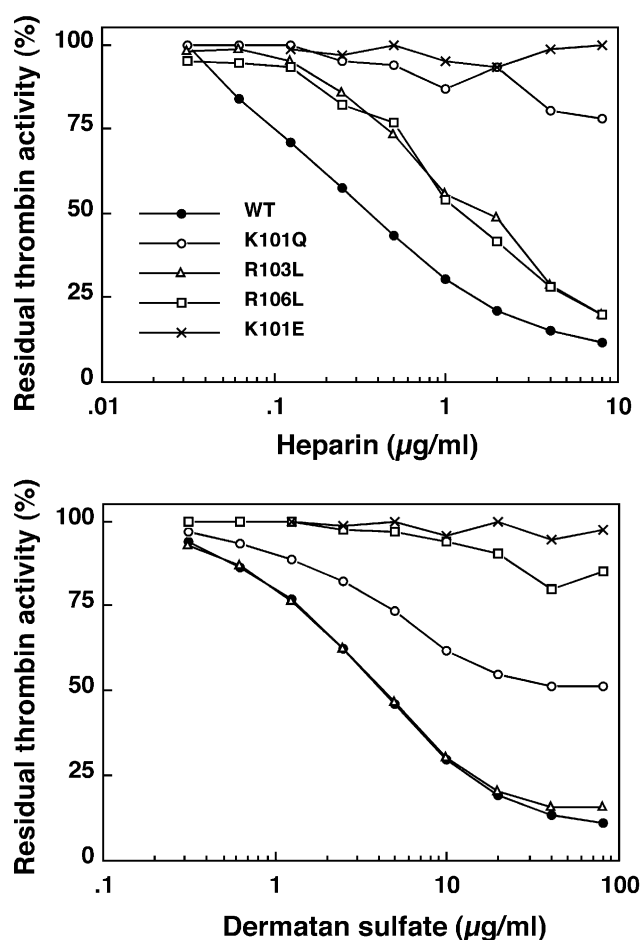 Residual thrombin activity (%)
100
75
50
25
0
WT
K101Q
R103L
R106L
K101E
.01
.1
1
10
Heparin (µg/ml)
Residual thrombin activity (%)
100
75
50
25
0
.1
1
10
100
Dermatan sulfate (µg/ml)